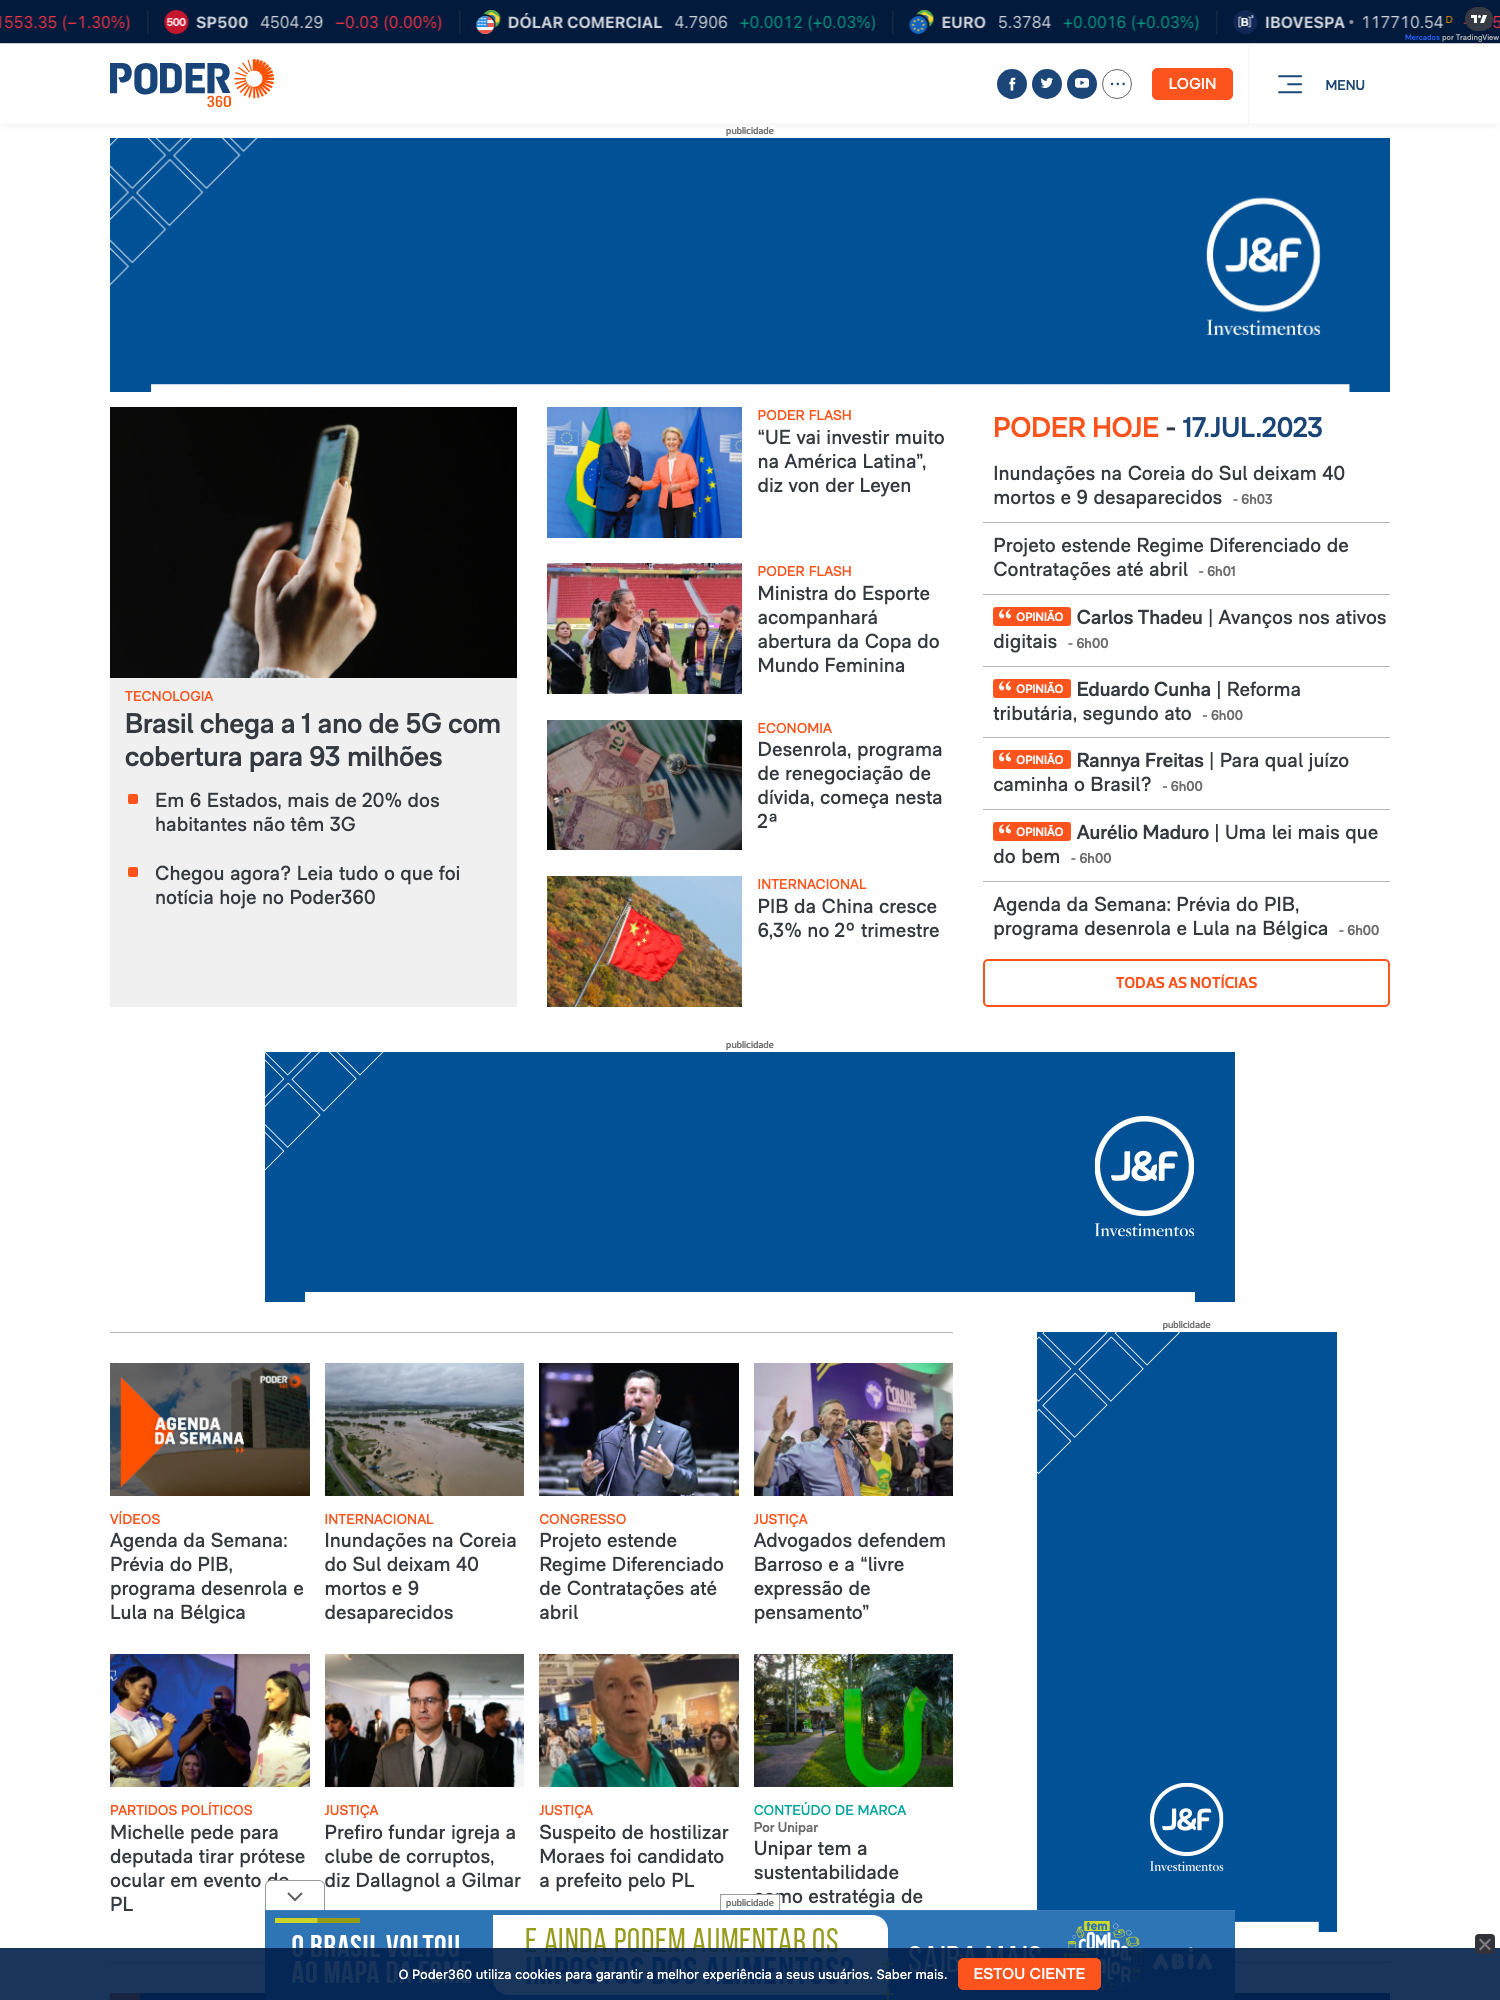 1553.35 (−1.30%)
500 SP500 4504.29 −0.03 (0.00%)
DÓLAR COMERCIAL 4.7906 +0.0012 (+0.03%)
EURO 5.3784 +0.0016 (+0.03%)
IBOVESPA 117710.54 D
Mercados por TradingView
PODER
360
LOGIN
MENU
publicidade
J&F
Investimentos
TECNOLOGIA
Brasil chega a 1 ano de 5G com
cobertura para 93 milhões
Em 6 Estados, mais de 20% dos
habitantes não têm 3G
Chegou agora? Leia tudo o que foi
notícia hoje no Poder360
PODER FLASH
“UE vai investir muito
na América Latina”,
diz von der Leyen
PODER FLASH
Ministra do Esporte
acompanhará
abertura da Copa do
Mundo Feminina
ECONOMIA
Desenrola, programa
de renegociação de
dívida, começa nesta
2ª
INTERNACIONAL
PIB da China cresce
6,3% no 2º trimestre
PODER HOJE - 17.JUL.2023
Inundações na Coreia do Sul deixam 40
mortos e 9 desaparecidos - 6h03
Projeto estende Regime Diferenciado de
Contratações até abril - 6h01
“ OPINIÃO Carlos Thadeu | Avanços nos ativos
digitais - 6h00
“ OPINIÃO Eduardo Cunha | Reforma
tributária, segundo ato - 6h00
“ OPINIÃO Rannya Freitas | Para qual juízo
caminha o Brasil? - 6h00
“ OPINIÃO Aurélio Maduro | Uma lei mais que
do bem - 6h00
Agenda da Semana: Prévia do PIB,
programa desenrola e Lula na Bélgica - 6h00
TODAS AS NOTÍCIAS
publicidade
J&F
Investimentos
publicidade
J&F
Investimentos
PODER
360
AGENDA
DA SEMANA
VÍDEOS
Agenda da Semana:
Prévia do PIB,
programa desenrola e
Lula na Bélgica
INTERNACIONAL
Inundações na Coreia
do Sul deixam 40
mortos e 9
desaparecidos
CONGRESSO
Projeto estende
Regime Diferenciado
de Contratações até
abril
CONUNE
JUSTIÇA
Advogados defendem
Barroso e a “livre
expressão de
pensamento”
PARTIDOS POLÍTICOS
Michelle pede para
deputada tirar prótese
ocular em evento do
PL
JUSTIÇA
Prefiro fundar igreja a
clube de corruptos,
diz Dallagnol a Gilmar
JUSTIÇA
Suspeito de hostilizar
Moraes foi candidato
a prefeito pelo PL
CONTEÚDO DE MARCA
Por Unipar
Unipar tem a
sustentabilidade
como estratégia de
publicidade
O BRASIL VOLTOU
AO MAPA DA FOME
E AINDA PODEM AUMENTAR OS
IMPOSTOS DOS ALIMENTOS?
SAIBA MAIS
tem
ABIA
O Poder360 utiliza cookies para garantir a melhor experiência a seus usuários. Saber mais.
ESTOU CIENTE